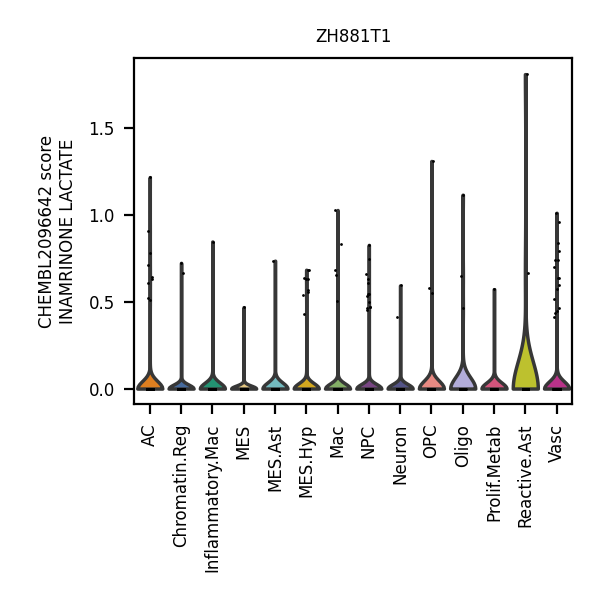 ZH881T1
CHEMBL2096642 score
INAMRINONE LACTATE
1.5
1.0
0.5
0.0
AC
Chromatin.Reg
Inflammatory.Mac
MES
MES.Ast
MES.Hyp
Mac
NPC
Neuron
OPC
Oligo
Prolif.Metab
Reactive.Ast
Vasc